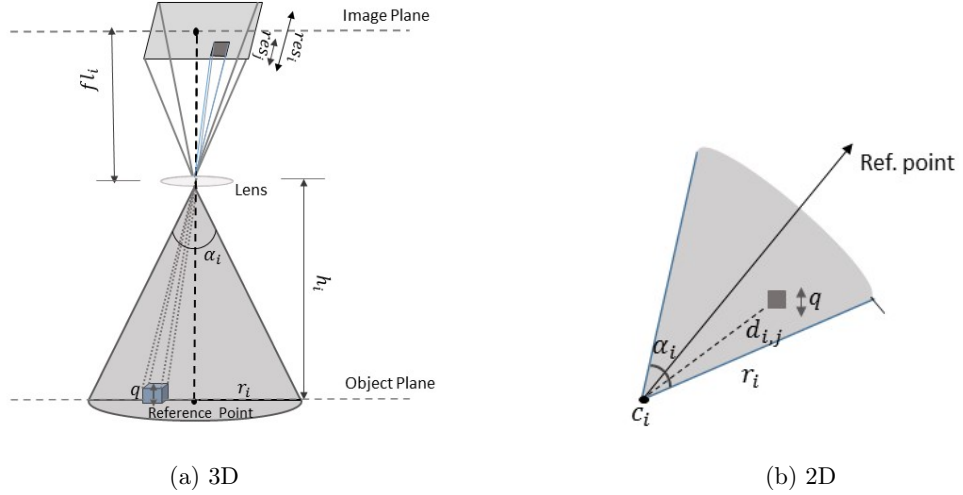 Image Plane
res_i
res_j
fl_i
Lens
α_i
h_i
q
r_i
Object Plane
Reference Point
(a) 3D
Ref. point
q
d_{i,j}
α_i
r_i
c_i
(b) 2D